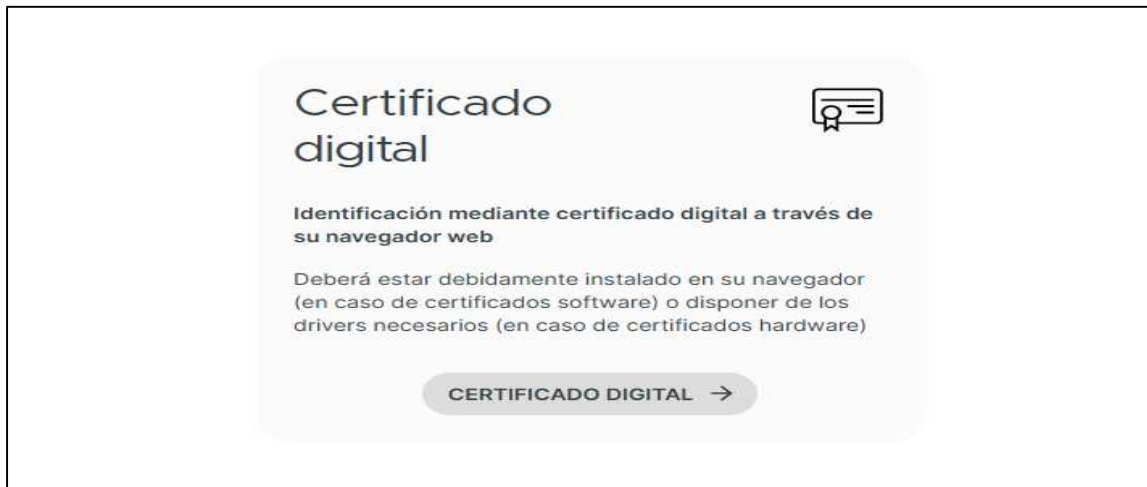 Certificado
digital
Identificación mediante certificado digital a través de
su navegador web
Deberá estar debidamente instalado en su navegador
(en caso de certificados software) o disponer de los
drivers necesarios (en caso de certificados hardware)
CERTIFICADO DIGITAL →